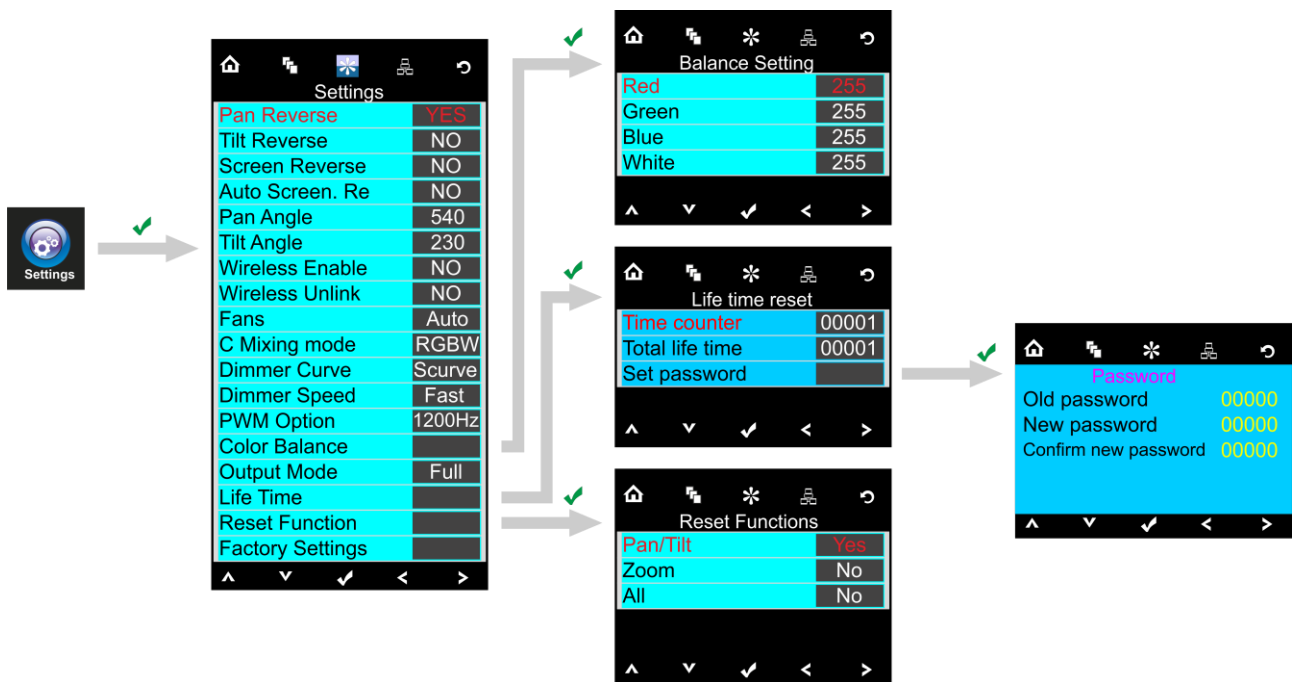 Settings
Settings
Pan Reverse YES
Tilt Reverse NO
Screen Reverse NO
Auto Screen. Re NO
Pan Angle 540
Tilt Angle 230
Wireless Enable NO
Wireless Unlink NO
Fans Auto
C Mixing mode RGBW
Dimmer Curve Scurve
Dimmer Speed Fast
PWM Option 1200Hz
Color Balance
Output Mode Full
Life Time
Reset Function
Factory Settings
Balance Setting
Red 255
Green 255
Blue 255
White 255
Life time reset
Time counter 00001
Total life time 00001
Set password
Reset Functions
Pan/Tilt Yes
Zoom No
All No
Password
Old password 00000
New password 00000
Confirm new password 00000